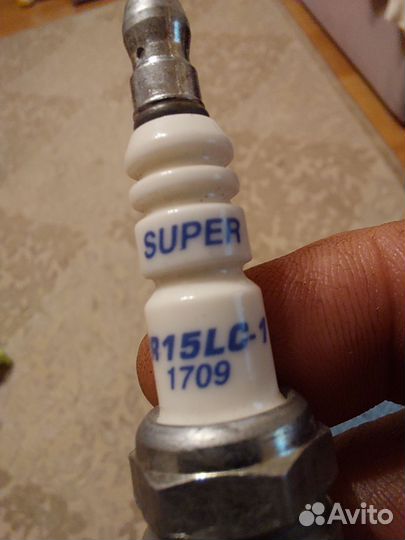 SUPER
R15LC-1
1709
Avito